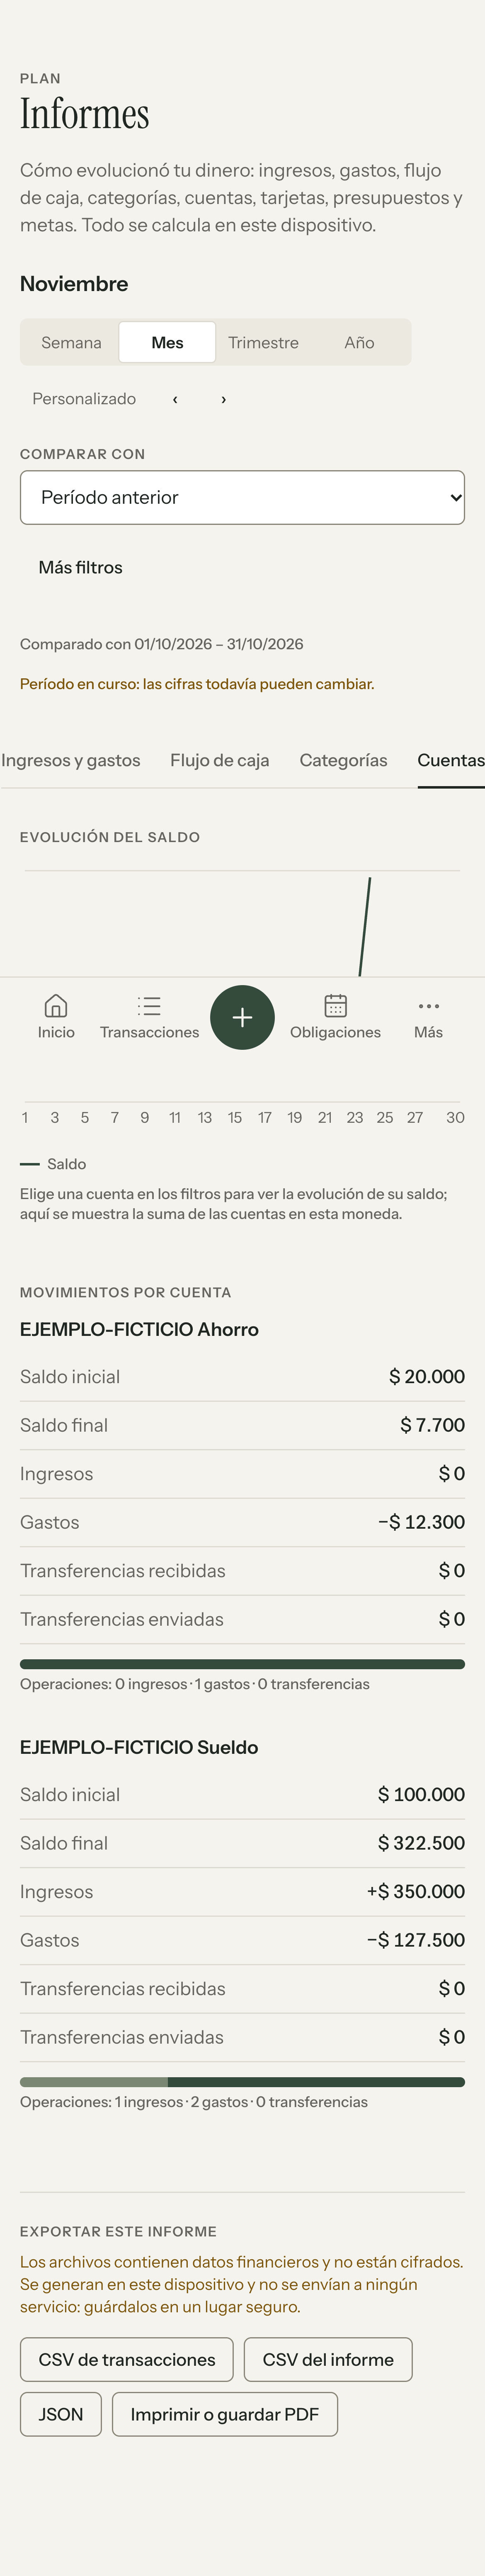 PLAN
Informes
Cómo evolucionó tu dinero: ingresos, gastos, flujo
de caja, categorías, cuentas, tarjetas, presupuestos y
metas. Todo se calcula en este dispositivo.
Noviembre
Semana Mes Trimestre Año
Personalizado ‹ ›
COMPARAR CON
Período anterior
Más filtros
Comparado con 01/10/2026 – 31/10/2026
Período en curso: las cifras todavía pueden cambiar.
Ingresos y gastos Flujo de caja Categorías Cuentas
EVOLUCIÓN DEL SALDO
Inicio Transacciones + Obligaciones Más
1 3 5 7 9 11 13 15 17 19 21 23 25 27 30
Saldo
Elige una cuenta en los filtros para ver la evolución de su saldo;
aquí se muestra la suma de las cuentas en esta moneda.
MOVIMIENTOS POR CUENTA
EJEMPLO-FICTICIO Ahorro
Saldo inicial $ 20.000
Saldo final $ 7.700
Ingresos $ 0
Gastos −$ 12.300
Transferencias recibidas $ 0
Transferencias enviadas $ 0
Operaciones: 0 ingresos · 1 gastos · 0 transferencias
EJEMPLO-FICTICIO Sueldo
Saldo inicial $ 100.000
Saldo final $ 322.500
Ingresos +$ 350.000
Gastos −$ 127.500
Transferencias recibidas $ 0
Transferencias enviadas $ 0
Operaciones: 1 ingresos · 2 gastos · 0 transferencias
EXPORTAR ESTE INFORME
Los archivos contienen datos financieros y no están cifrados.
Se generan en este dispositivo y no se envían a ningún
servicio: guárdalos en un lugar seguro.
CSV de transacciones CSV del informe
JSON Imprimir o guardar PDF